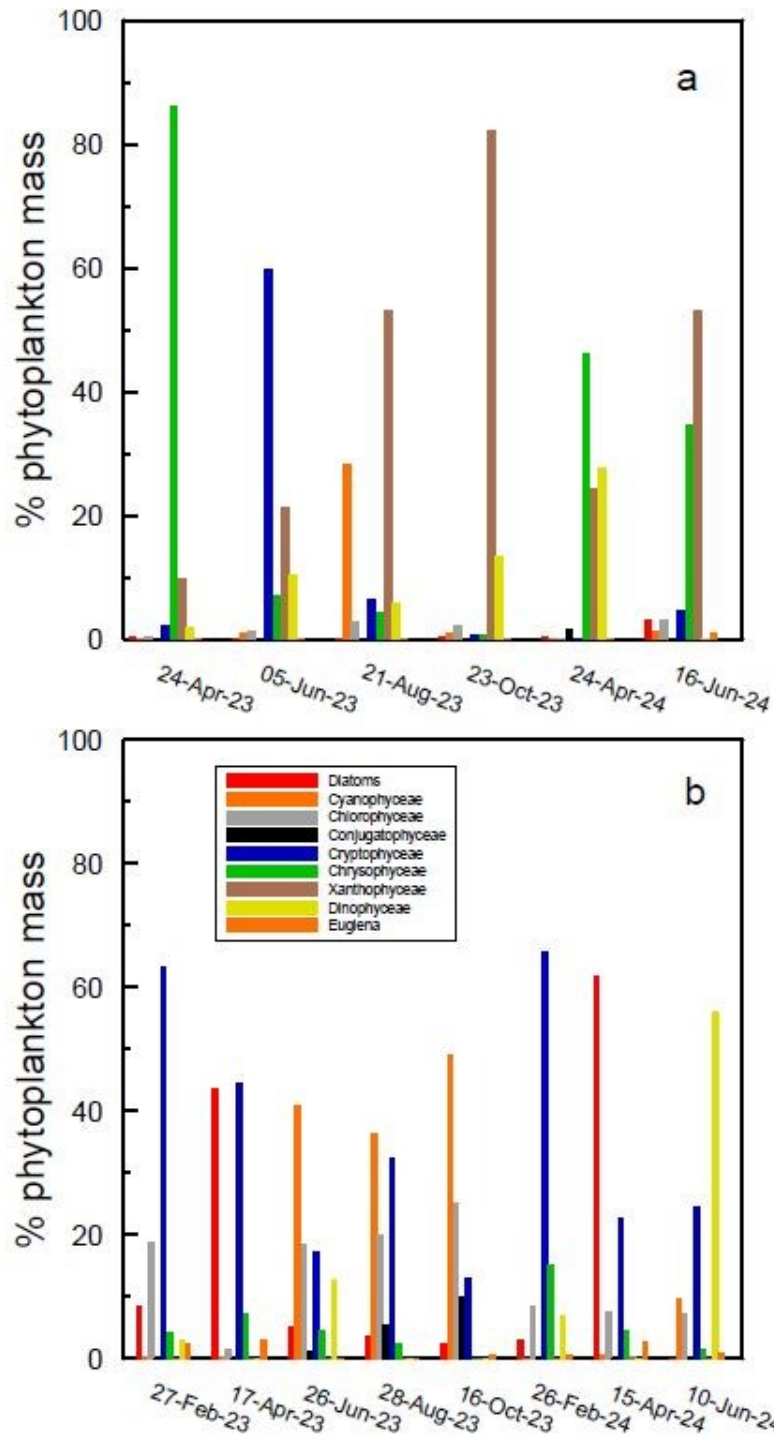 100
80
60
40
20
0
% phytoplankton mass
a
24-Apr-23
05-Jun-23
21-Aug-23
23-Oct-23
24-Apr-24
16-Jun-24
100
80
60
40
20
0
% phytoplankton mass
b
Diatoms
Cyanophyceae
Chlorophyceae
Conjugatophyceae
Cryptophyceae
Chrysophyceae
Xanthophyceae
Dinophyceae
Euglena
27-Feb-23
17-Apr-23
26-Jun-23
28-Aug-23
16-Oct-23
26-Feb-24
15-Apr-24
10-Jun-24